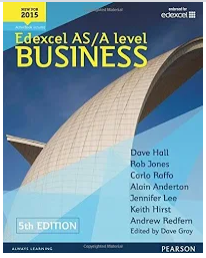 NEW FOR
2015
endorsed for
edexcel
Edexcel AS/A level
BUSINESS
Dave Hall
Rob Jones
Carlo Raffo
Alain Anderton
Jennifer Lee
Keith Hirst
Andrew Redfern
Edited by Dave Gray
5th EDITION
ALWAYS LEARNING
PEARSON